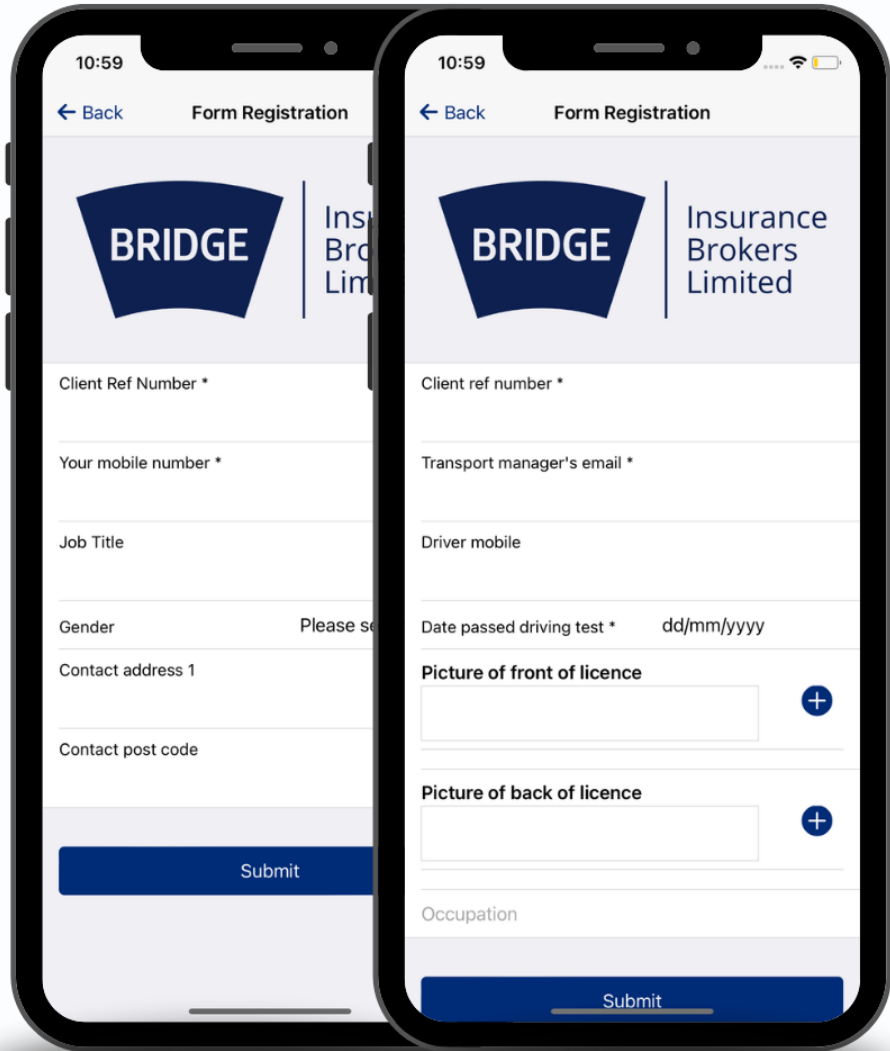 10:59
Back
Form Registration
BRIDGE
Client Ref Number *
Your mobile number *
Job Title
Gender
Please
Contact address 1
Contact post code
Submit
10:59
Back
Form Registration
BRIDGE
Insurance
Brokers
Limited
Client ref number *
Transport manager's email *
Driver mobile
Date passed driving test * dd/mm/yyyy
Picture of front of licence
Picture of back of licence
Occupation
Submit